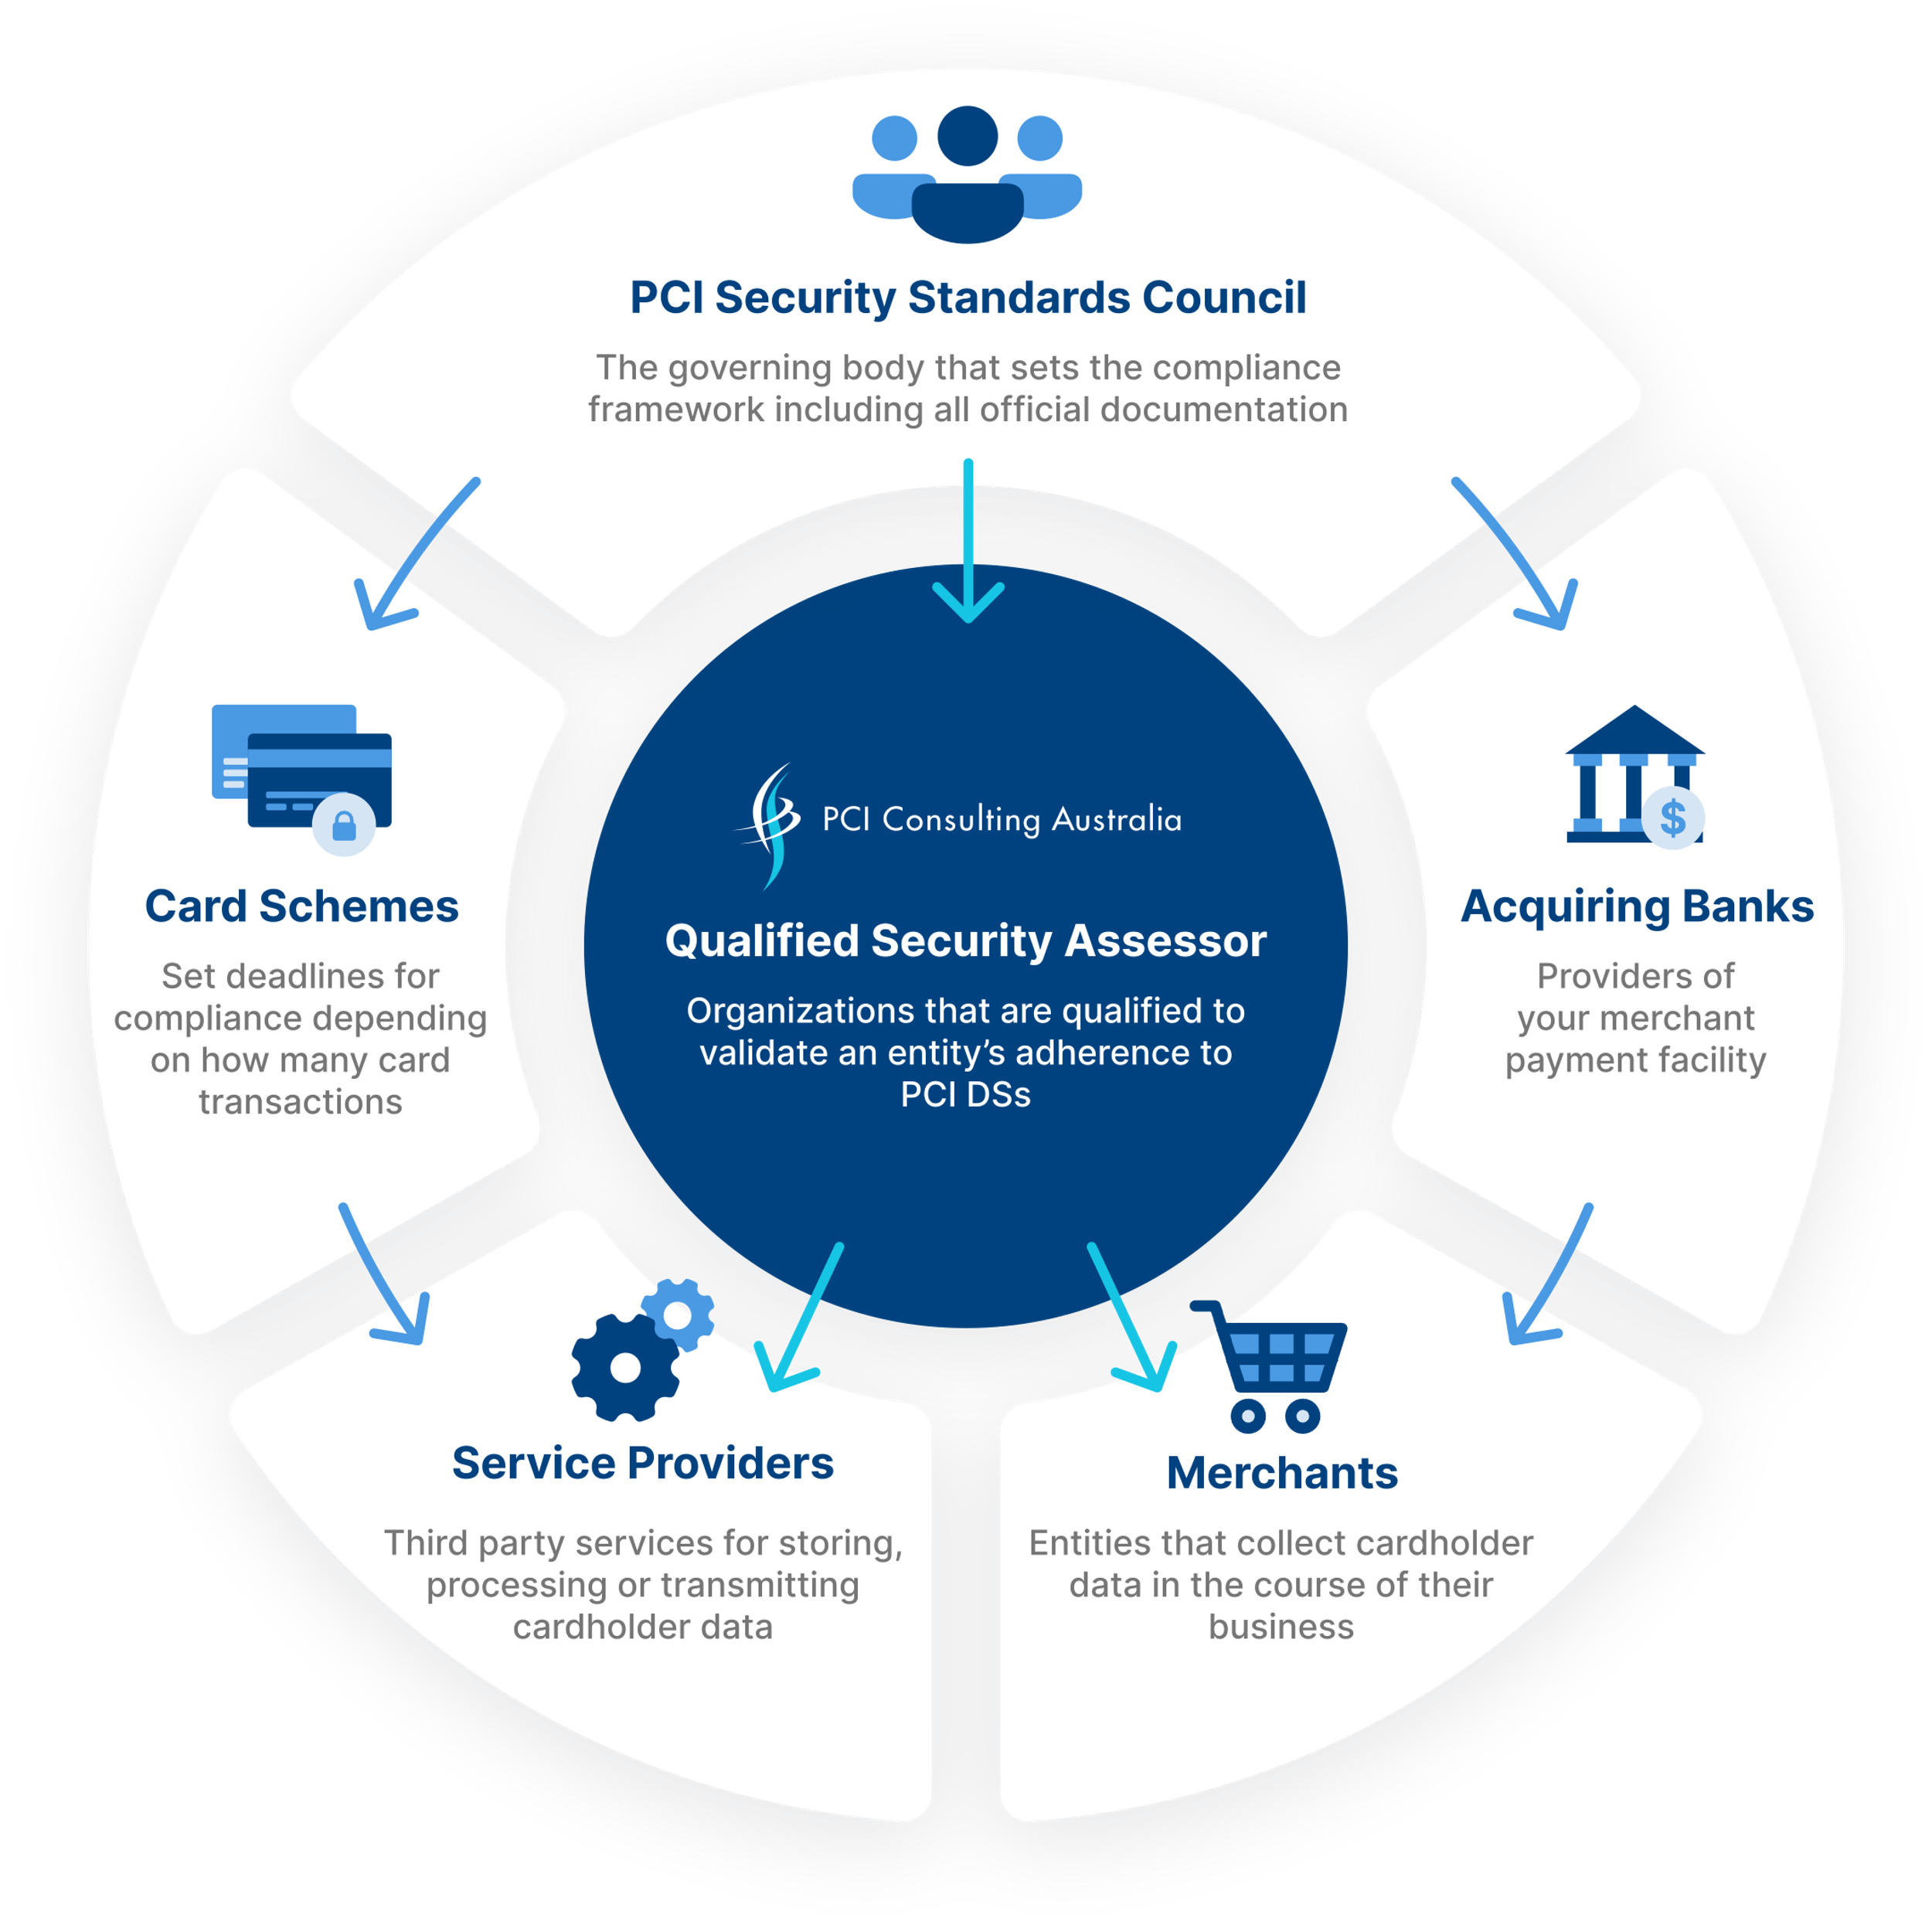 PCI Security Standards Council
The governing body that sets the compliance
framework including all official documentation
PCI Consulting Australia
Qualified Security Assessor
Organizations that are qualified to
validate an entity’s adherence to
PCI DSs
Card Schemes
Set deadlines for
compliance depending
on how many card
transactions
Acquiring Banks
Providers of
your merchant
payment facility
$
Service Providers
Third party services for storing,
processing or transmitting
cardholder data
Merchants
Entities that collect cardholder
data in the course of their
business